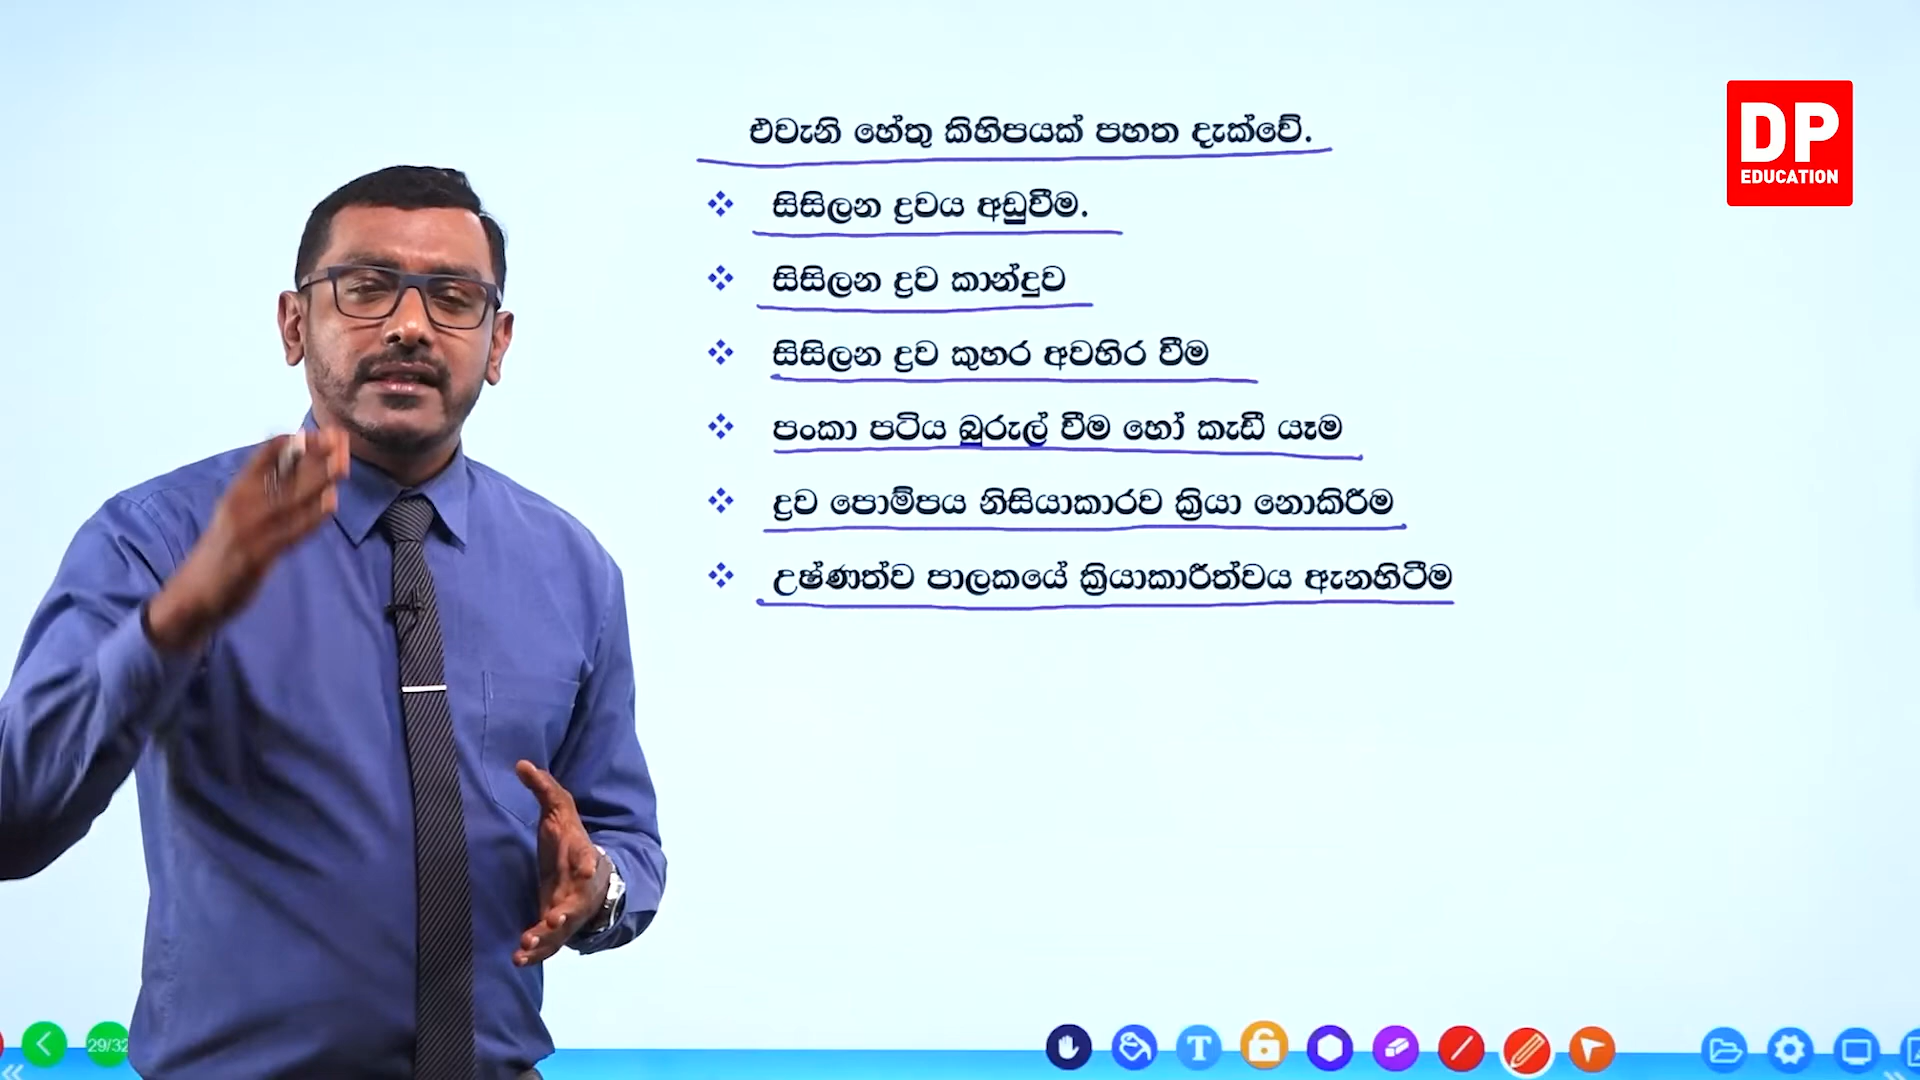 එවැනි හේතු කිහිපයක් පහත දැක්වේ.
DP
EDUCATION
❖ සිසිලන ද්‍රවය අඩුවීම.
❖ සිසිලන ද්‍රව කාන්දුව
❖ සිසිලන ද්‍රව කුහර අවහිර වීම
❖ පංකා පටිය බුරුල් වීම හෝ කැඩී යෑම
❖ ද්‍රව පොම්පය නිසියාකාරව ක්‍රියා නොකිරීම
❖ උෂ්ණත්ව පාලකයේ ක්‍රියාකාරීත්වය ඇනහිටීම
29/32
T